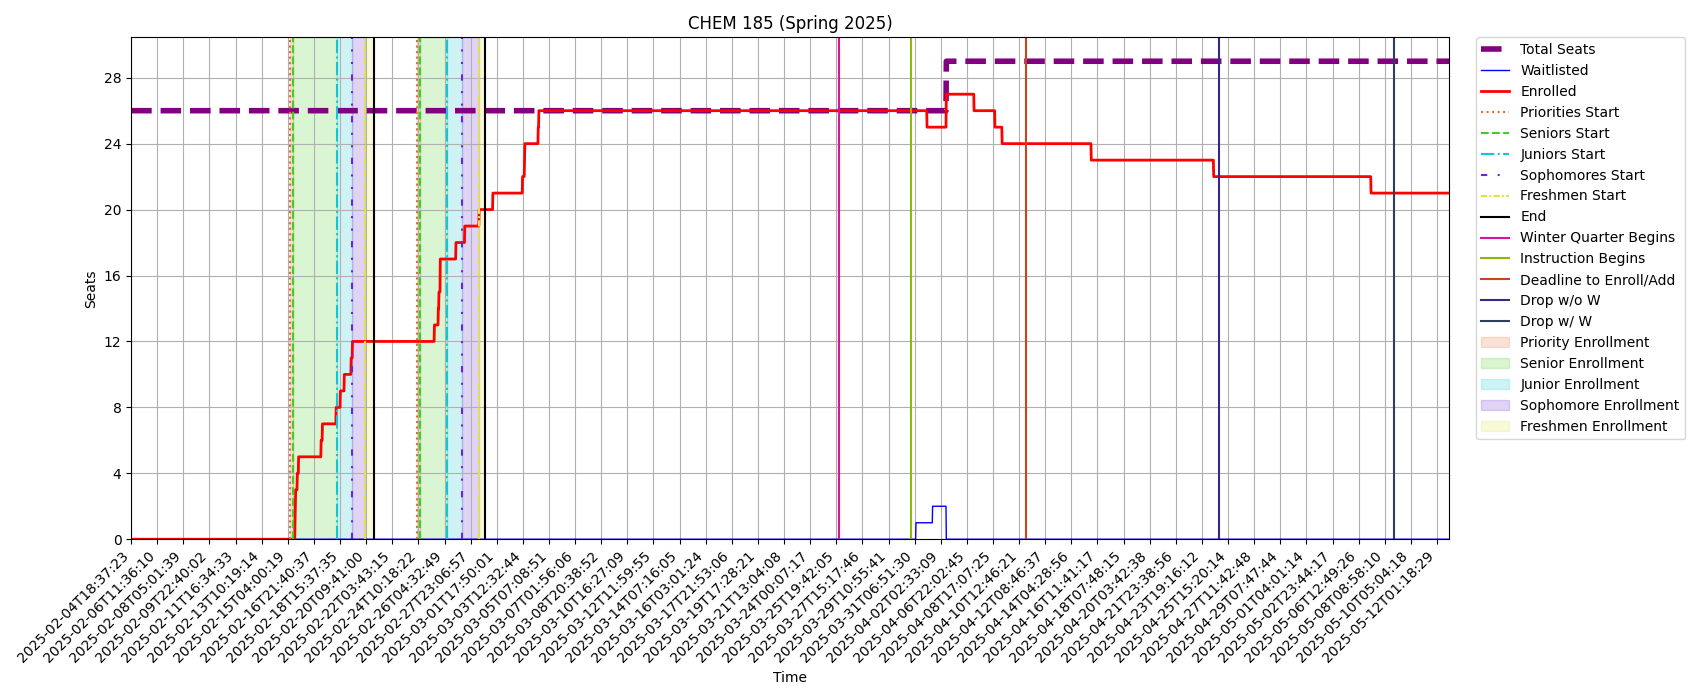 CHEM 185 (Spring 2025)
Seats
28
24
20
16
12
8
4
0
2025-02-04T18:37:23
2025-02-06T11:36:10
2025-02-08T05:01:39
2025-02-09T22:40:02
2025-02-11T16:34:33
2025-02-13T10:19:14
2025-02-15T04:00:19
2025-02-16T21:40:37
2025-02-18T15:37:35
2025-02-20T09:41:00
2025-02-22T03:43:15
2025-02-24T10:18:22
2025-02-26T04:32:49
2025-02-27T23:06:57
2025-03-01T17:50:01
2025-03-03T12:32:44
2025-03-05T07:08:51
2025-03-07T01:56:06
2025-03-08T20:38:52
2025-03-10T16:27:09
2025-03-12T11:59:55
2025-03-14T07:16:05
2025-03-16T03:01:24
2025-03-17T21:53:06
2025-03-19T17:28:21
2025-03-21T13:04:08
2025-03-24T00:07:17
2025-03-25T19:42:05
2025-03-27T15:17:46
2025-03-29T10:55:41
2025-03-31T06:51:30
2025-04-02T02:33:09
2025-04-06T22:02:45
2025-04-08T17:07:25
2025-04-10T12:46:21
2025-04-12T08:46:37
2025-04-14T04:28:56
2025-04-16T11:41:17
2025-04-18T07:48:15
2025-04-20T03:42:38
2025-04-21T23:38:56
2025-04-23T19:16:12
2025-04-25T15:20:14
2025-04-27T11:42:48
2025-04-29T07:47:44
2025-05-01T04:01:14
2025-05-02T23:44:17
2025-05-06T12:49:26
2025-05-08T08:58:10
2025-05-10T05:04:18
2025-05-12T01:18:29
Time
Total Seats
Waitlisted
Enrolled
Priorities Start
Seniors Start
Juniors Start
Sophomores Start
Freshmen Start
End
Winter Quarter Begins
Instruction Begins
Deadline to Enroll/Add
Drop w/o W
Drop w/ W
Priority Enrollment
Senior Enrollment
Junior Enrollment
Sophomore Enrollment
Freshmen Enrollment